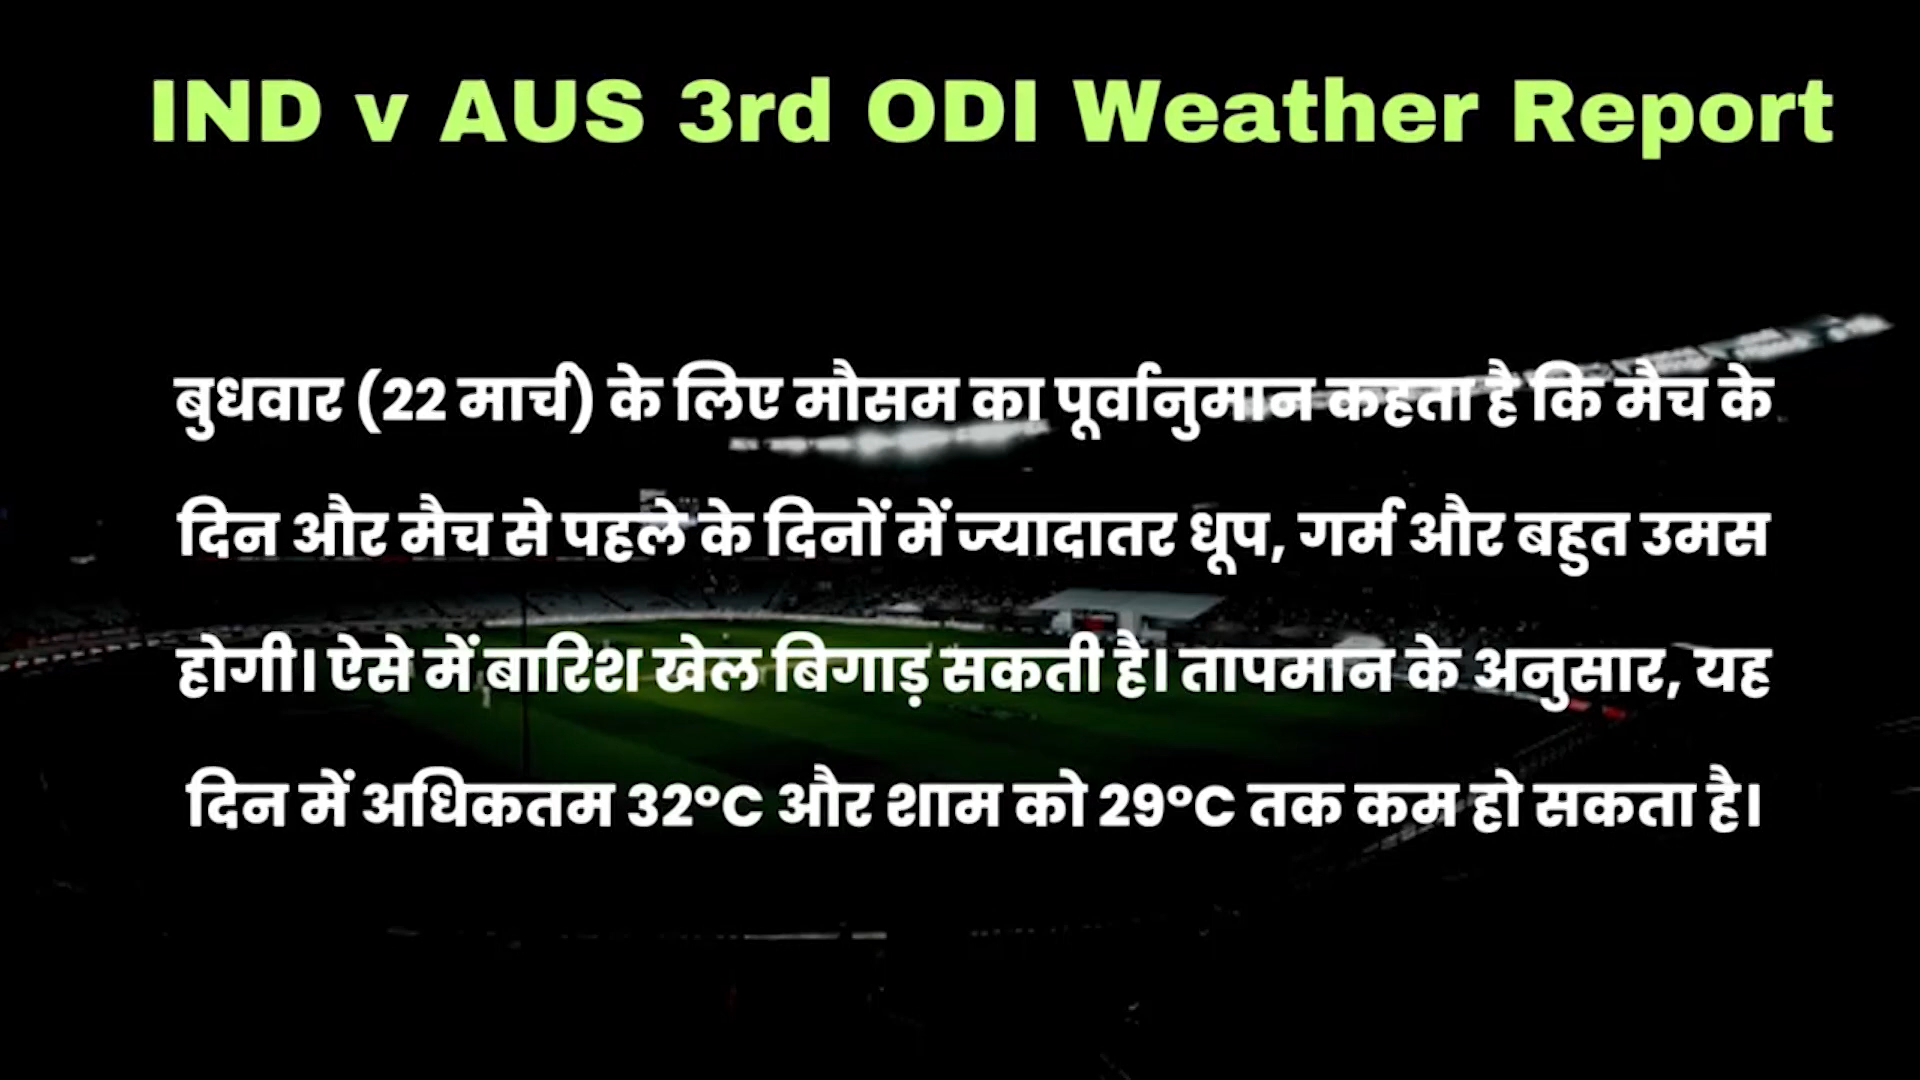 IND v AUS 3rd ODI Weather Report
बुधवार (22 मार्च) के लिए मौसम का पूर्वानुमान कहता है कि मैच के
दिन और मैच से पहले के दिनों में ज्यादातर धूप, गर्म और बहुत उमस
होगी। ऐसे में बारिश खेल बिगाड़ सकती है। तापमान के अनुसार, यह
दिन में अधिकतम 32°C और शाम को 29°C तक कम हो सकता है।